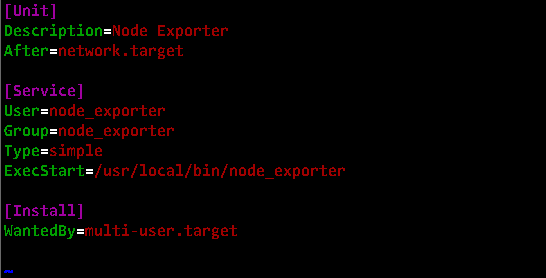 [Unit]
Description=Node Exporter
After=network.target
[Service]
User=node_exporter
Group=node_exporter
Type=simple
ExecStart=/usr/local/bin/node_exporter
[Install]
WantedBy=multi-user.target
~